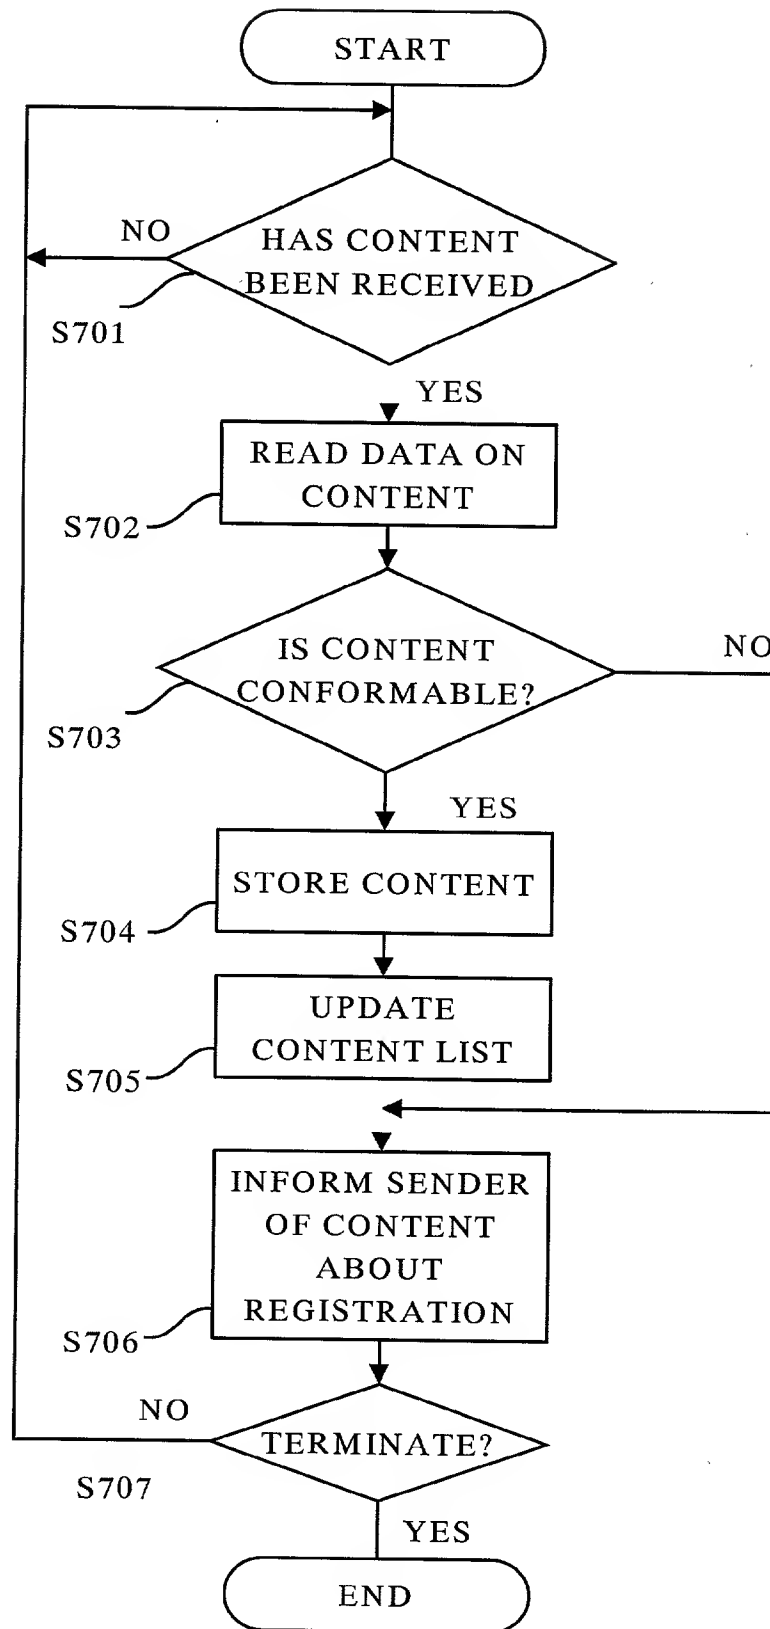 START
NO
HAS CONTENT
BEEN RECEIVED
S701
YES
READ DATA ON
CONTENT
S702
IS CONTENT
CONFORMABLE?
NO
S703
YES
STORE CONTENT
S704
UPDATE
CONTENT LIST
S705
INFORM SENDER
OF CONTENT
ABOUT
REGISTRATION
S706
NO
TERMINATE?
S707
YES
END